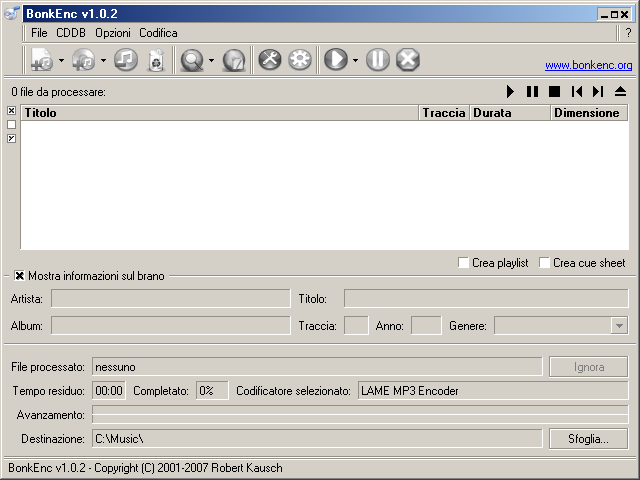 BonkEnc v1.0.2
File CDDB Opzioni Codifica ?
www.bonkenc.org
0 file da processare:
Titolo Traccia Durata Dimensione
Crea playlist Crea cue sheet
Mostra informazioni sul brano
Artista: Titolo:
Album: Traccia: Anno: Genere:
File processato: nessuno Ignora
Tempo residuo: 00:00 Completato: 0% Codificatore selezionato: LAME MP3 Encoder
Avanzamento:
Destinazione: C:\Music\ Sfoglia...
BonkEnc v1.0.2 - Copyright (C) 2001-2007 Robert Kausch